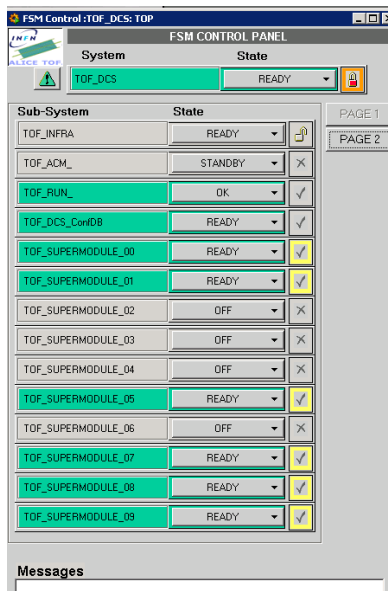 FSM Control :TOF_DCS: TOP
INFN
ALICE TOF
FSM CONTROL PANEL
System State
TOF_DCS READY
Sub-System State
PAGE 1
TOF_INFRA READY
PAGE 2
TOF_ACM_ STANDBY
TOF_RUN_ OK
TOF_DCS_ConfDB READY
TOF_SUPERMODULE_00 READY
TOF_SUPERMODULE_01 READY
TOF_SUPERMODULE_02 OFF
TOF_SUPERMODULE_03 OFF
TOF_SUPERMODULE_04 OFF
TOF_SUPERMODULE_05 READY
TOF_SUPERMODULE_06 OFF
TOF_SUPERMODULE_07 READY
TOF_SUPERMODULE_08 READY
TOF_SUPERMODULE_09 READY
Messages